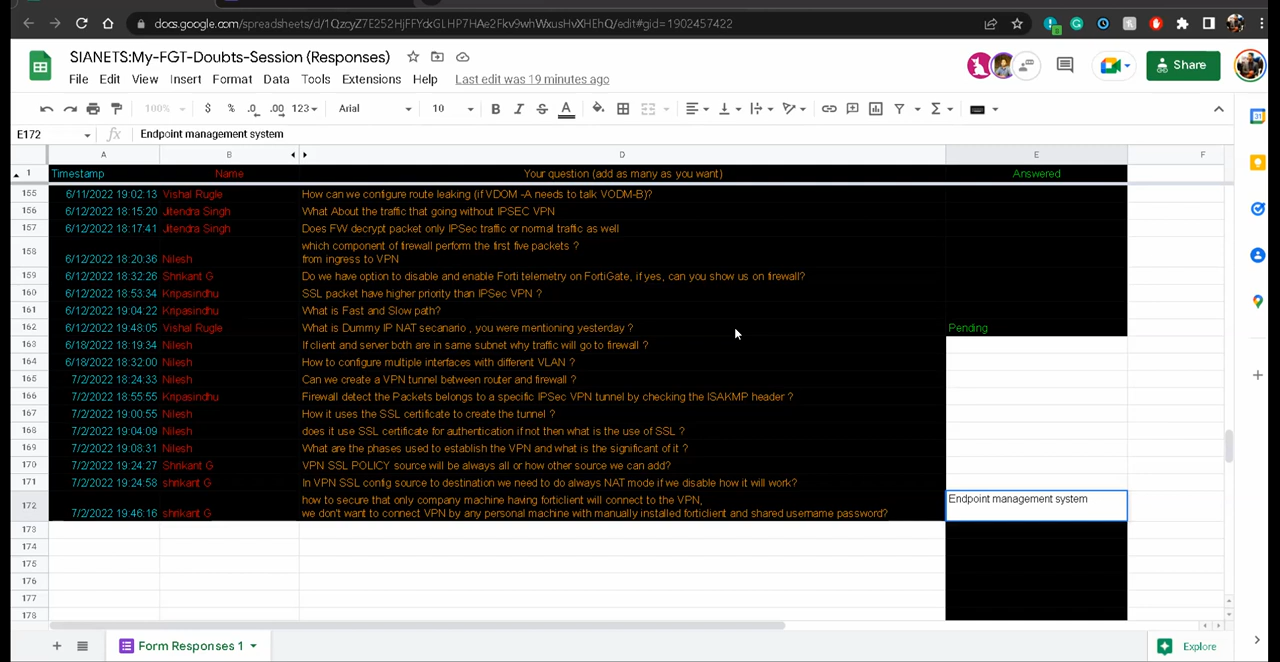 docs.google.com/spreadsheets/d/1QzcyZ7E252HjFFYdcGLHP7HAe2Fkv9whWxusHvXHEhQ/edit#gid=1902457722
SIANETS:My-FGT-Doubts-Session (Responses)
File Edit View Insert Format Data Tools Extensions Help Last edit was 19 minutes ago
Share
100% $ % .0 .00 123 Arial 10 B I S A
E172 fx Endpoint management system
A B D E F
1 Timestamp Name Your question (add as many as you want) Answered
155 6/11/2022 19:02:13 Vishal Rugle How can we configure route leaking (if VDOM -A needs to talk VODM-B)?
156 6/12/2022 18:15:20 Jitendra Singh What About the traffic that going without IPSEC VPN
157 6/12/2022 18:17:41 Jitendra Singh Does FW decrypt packet only IPSec traffic or normal traffic as well
which component of firewall perform the first five packets ?
158 6/12/2022 18:20:36 Nilesh from ingress to VPN
159 6/12/2022 18:32:26 Shrikant G Do we have option to disable and enable Forti telemetry on FortiGate, if yes, can you show us on firewall?
160 6/12/2022 18:53:34 Kripasindhu SSL packet have higher priority than IPSec VPN ?
161 6/12/2022 19:04:22 Kripasindhu What is Fast and Slow path?
162 6/12/2022 19:48:05 Vishal Rugle What is Dummy IP NAT secanario , you were mentioning yesterday ? Pending
163 6/18/2022 18:19:34 Nilesh If client and server both are in same subnet why traffic will go to firewall ?
164 6/18/2022 18:32:00 Nilesh How to configure multiple interfaces with different VLAN ?
165 7/2/2022 18:24:33 Nilesh Can we create a VPN tunnel between router and firewall ?
166 7/2/2022 18:55:55 Kripasindhu Firewall detect the Packets belongs to a specific IPSec VPN tunnel by checking the ISAKMP header ?
167 7/2/2022 19:00:55 Nilesh How it uses the SSL certificate to create the tunnel ?
168 7/2/2022 19:04:09 Nilesh does it use SSL certificate for authentication if not then what is the use of SSL ?
169 7/2/2022 19:08:31 Nilesh What are the phases used to establish the VPN and what is the significant of it ?
170 7/2/2022 19:24:27 Shrikant G VPN SSL POLICY source will be always all or how other source we can add?
171 7/2/2022 19:24:58 shrikant G In VPN SSL config source to destination we need to do always NAT mode if we disable how it will work?
how to secure that only company machine having forticlient will connect to the VPN, Endpoint management system
172 7/2/2022 19:46:16 shrikant G we don't want to connect VPN by any personal machine with manually installed forticlient and shared username password?
173
174
175
176
177
178
Form Responses 1
Explore